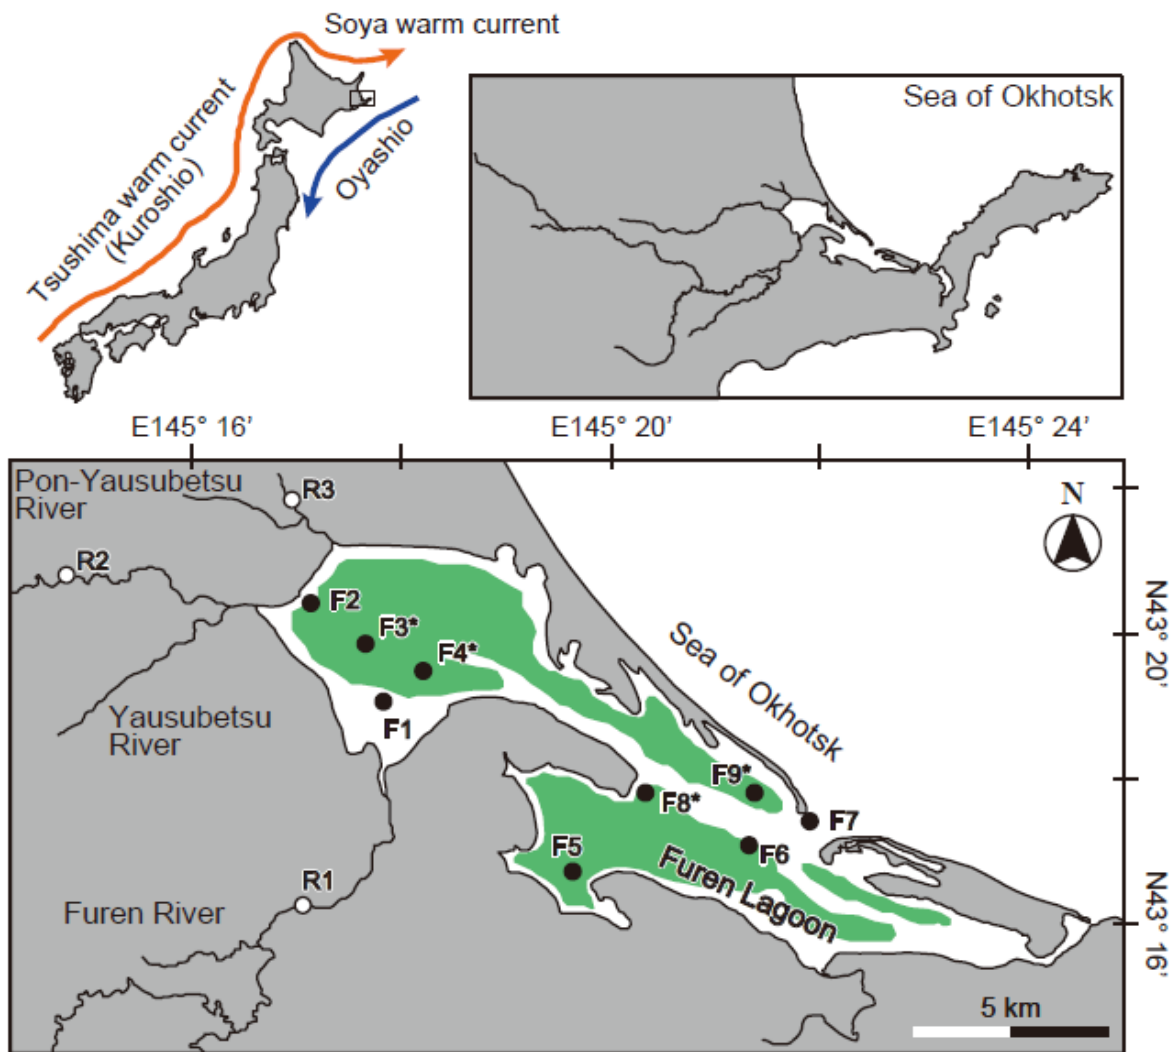 Soya warm current
Tsushima warm current
(Kuroshio)
Oyashio
Sea of Okhotsk
E145° 16’
E145° 20’
E145° 24’
Pon-Yausubetsu
River
R3
N
R2
F2
F3*
F4*
N43° 20’
Sea of Okhotsk
F1
Yausubetsu
River
F9*
F8*
F7
F6
F5
Furen Lagoon
R1
Furen River
N43° 16’
5 km